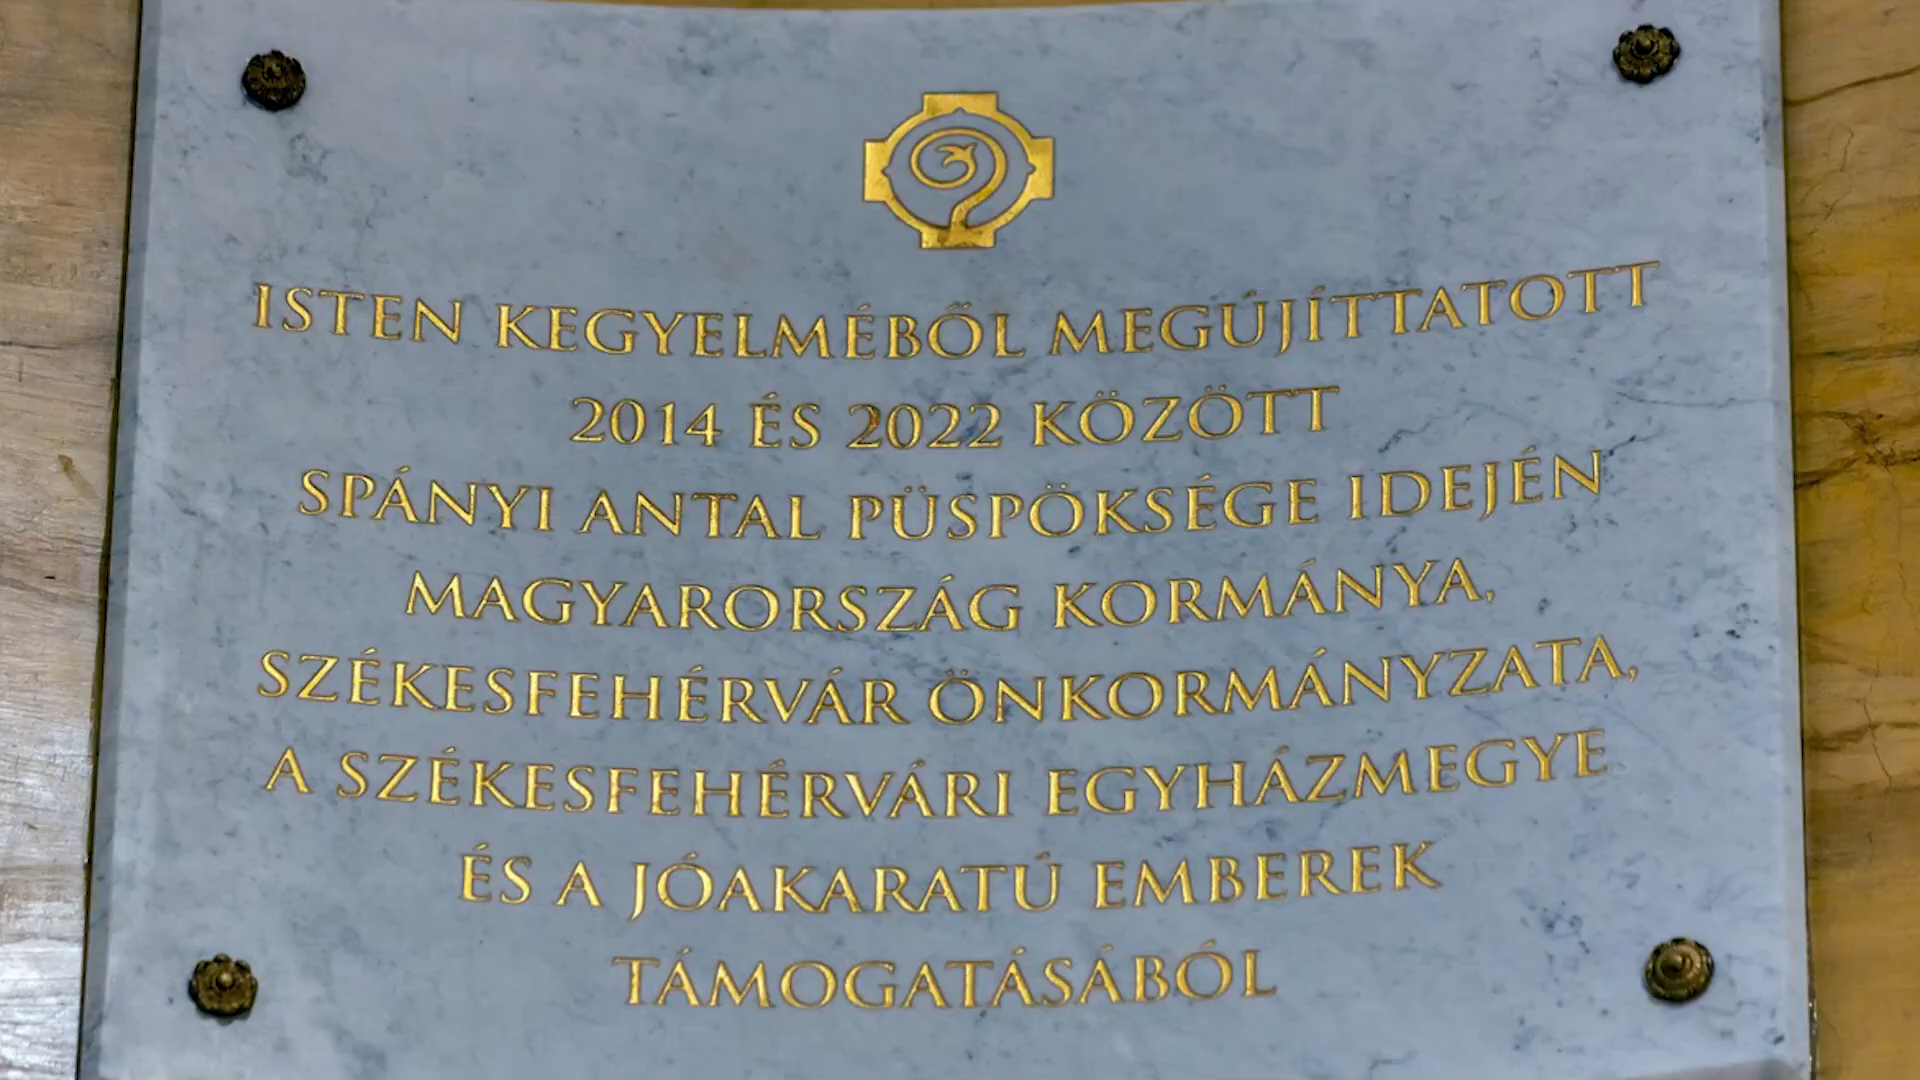 ISTEN KEGYELMÉBŐL MEGÚJÍTTATOTT
2014 ÉS 2022 KÖZÖTT
SPÁNYI ANTAL PÜSPÖKSÉGE IDEJÉN
MAGYARORSZÁG KORMÁNYA,
SZÉKESFEHÉRVÁR ÖNKORMÁNYZATA,
A SZÉKESFEHÉRVÁRI EGYHÁZMEGYE
ÉS A JÓAKARATÚ EMBEREK
TÁMOGATÁSÁBÓL